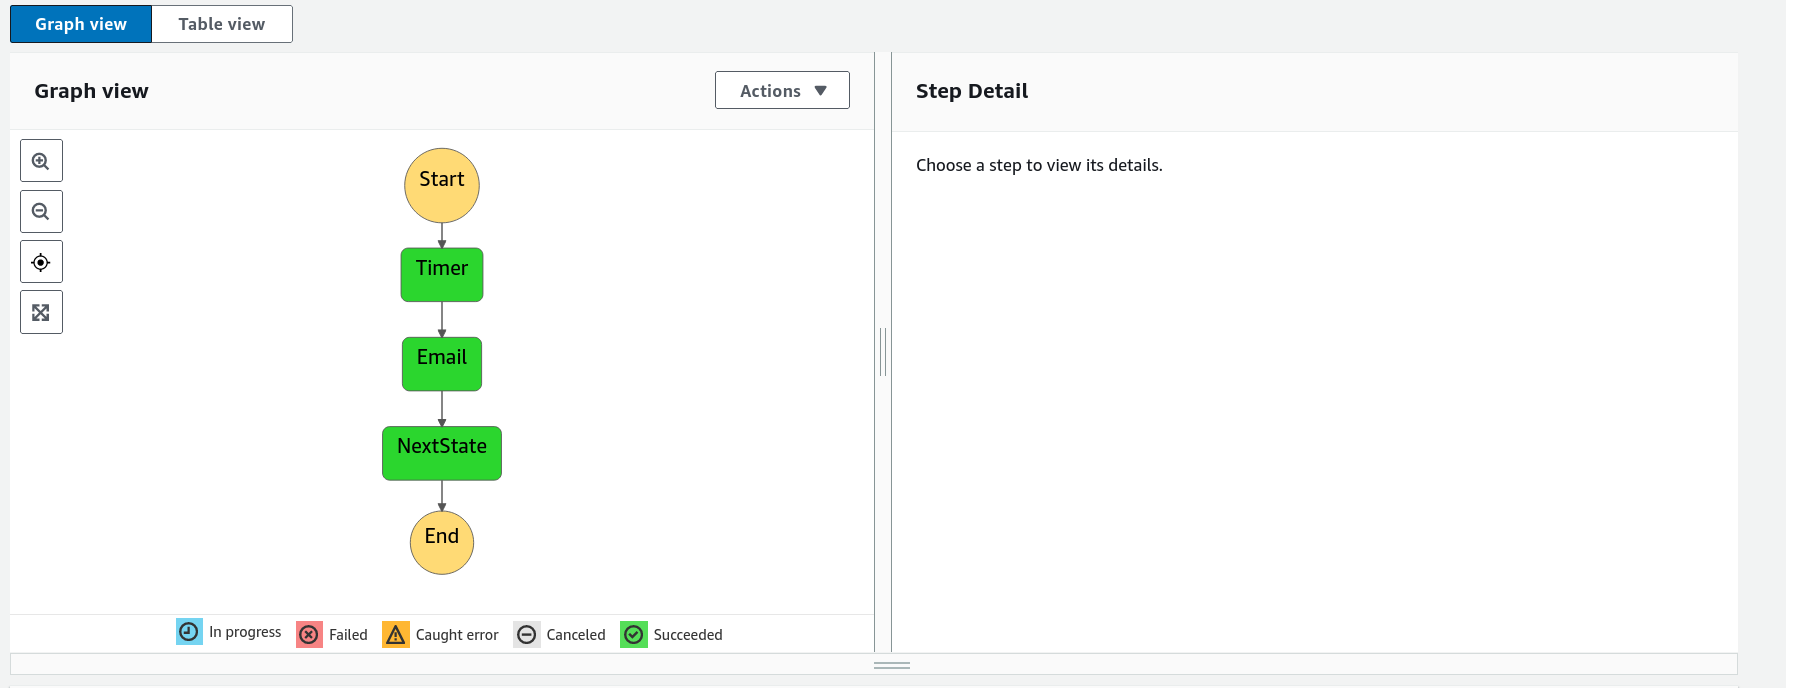 Graph view
Table view
Graph view
Actions
Start
Timer
Email
NextState
End
In progress
Failed
Caught error
Canceled
Succeeded
Step Detail
Choose a step to view its details.